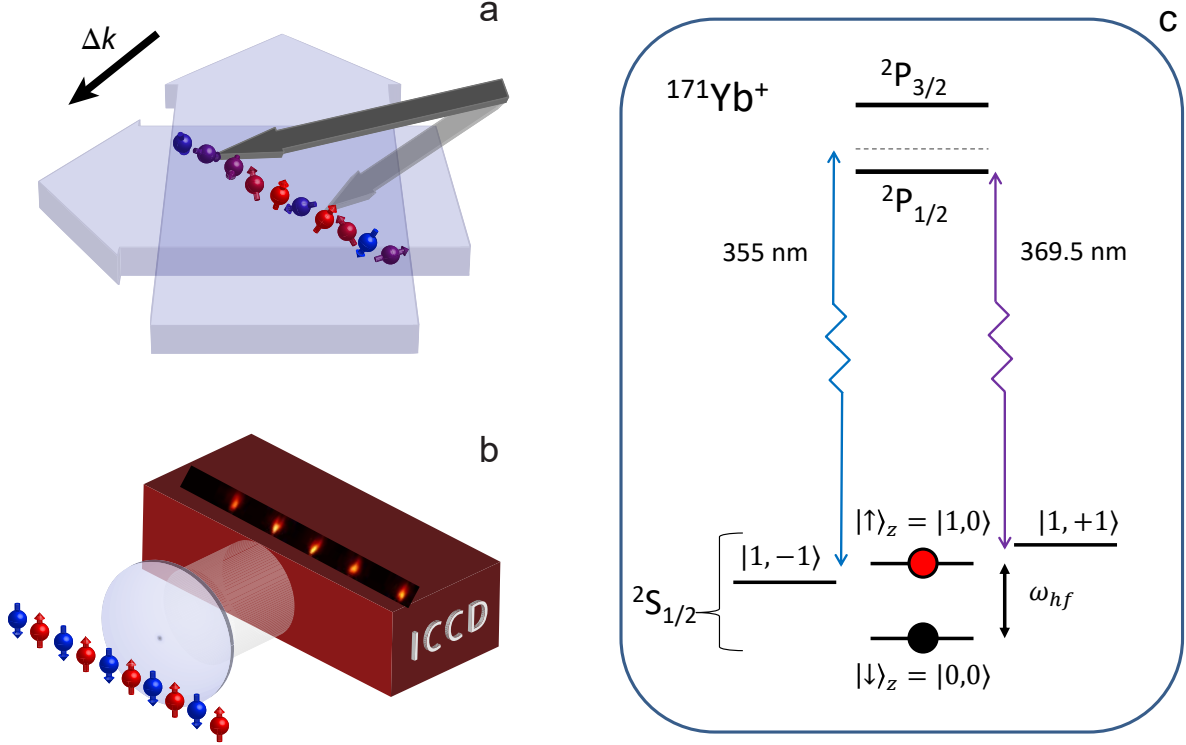 a
Δk
b
ICCD
c
¹⁷¹Yb⁺
²P₃/₂
²P₁/₂
355 nm
369.5 nm
|↑⟩z = |1,0⟩
|1, +1⟩
|1, −1⟩
²S₁/₂
ωhf
|↓⟩z = |0,0⟩